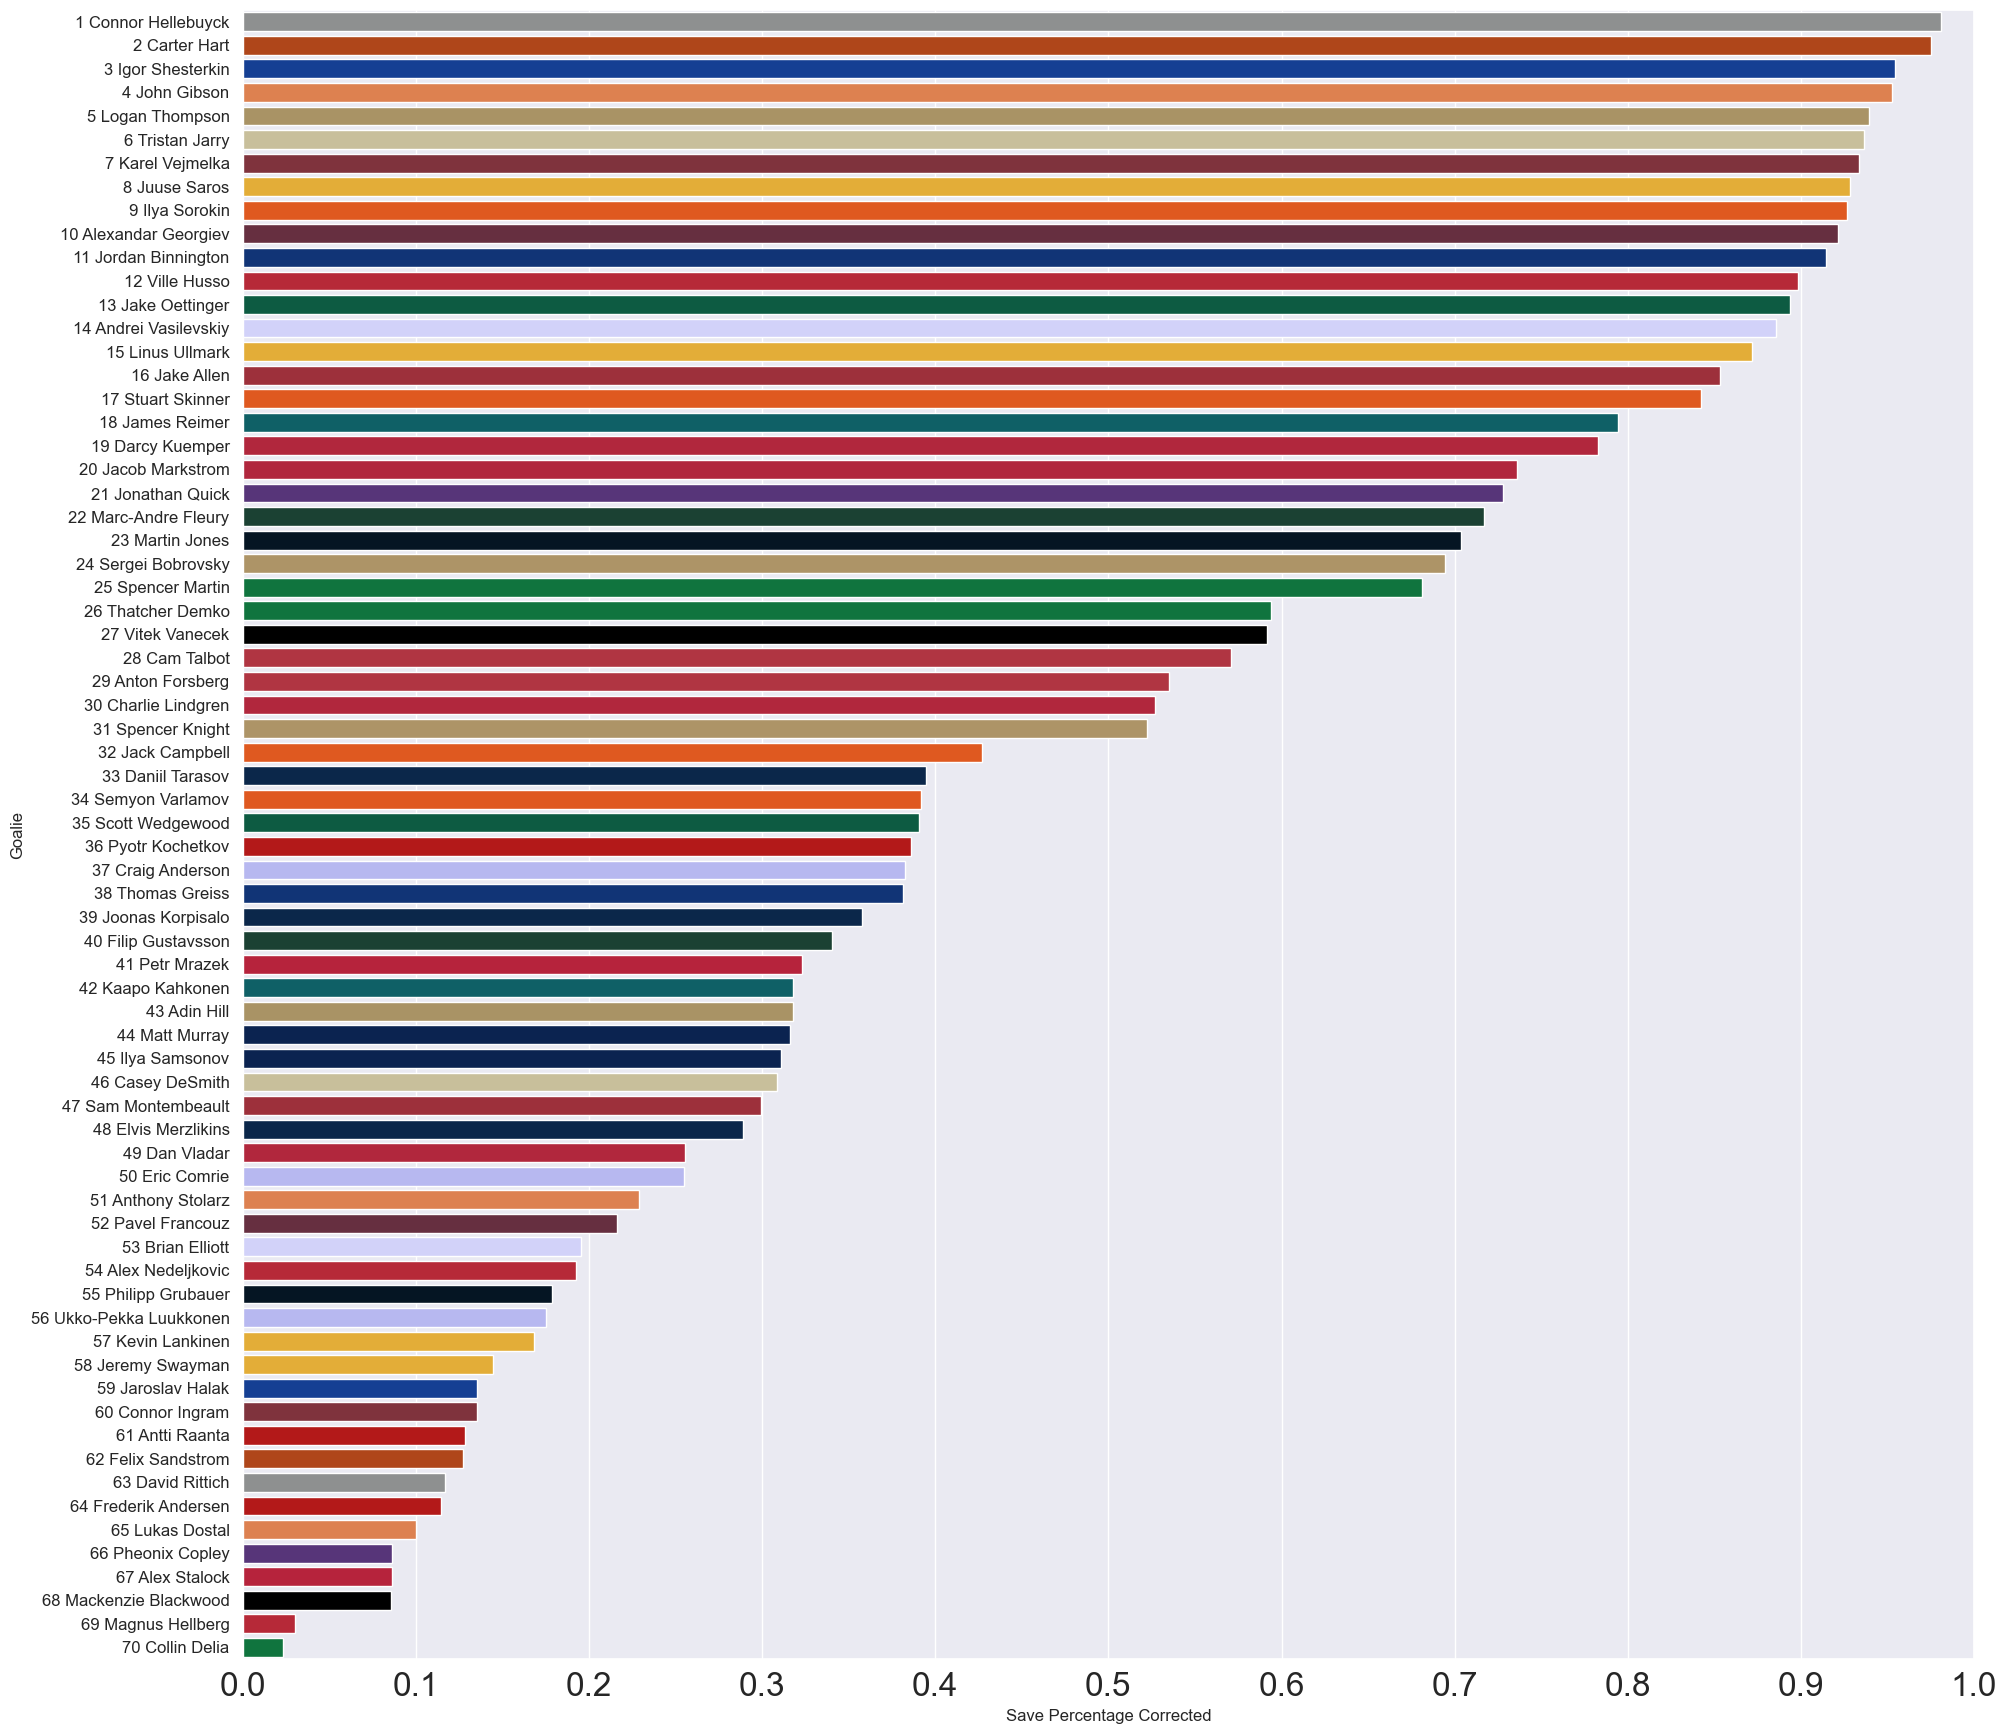 1 Connor Hellebuyck
2 Carter Hart
3 Igor Shesterkin
4 John Gibson
5 Logan Thompson
6 Tristan Jarry
7 Karel Vejmelka
8 Juuse Saros
9 Ilya Sorokin
10 Alexandar Georgiev
11 Jordan Binnington
12 Ville Husso
13 Jake Oettinger
14 Andrei Vasilevskiy
15 Linus Ullmark
16 Jake Allen
17 Stuart Skinner
18 James Reimer
19 Darcy Kuemper
20 Jacob Markstrom
21 Jonathan Quick
22 Marc-Andre Fleury
23 Martin Jones
24 Sergei Bobrovsky
25 Spencer Martin
26 Thatcher Demko
27 Vitek Vanecek
28 Cam Talbot
29 Anton Forsberg
30 Charlie Lindgren
31 Spencer Knight
32 Jack Campbell
33 Daniil Tarasov
34 Semyon Varlamov
35 Scott Wedgewood
36 Pyotr Kochetkov
37 Craig Anderson
38 Thomas Greiss
39 Joonas Korpisalo
40 Filip Gustavsson
41 Petr Mrazek
42 Kaapo Kahkonen
43 Adin Hill
44 Matt Murray
45 Ilya Samsonov
46 Casey DeSmith
47 Sam Montembeault
48 Elvis Merzlikins
49 Dan Vladar
50 Eric Comrie
51 Anthony Stolarz
52 Pavel Francouz
53 Brian Elliott
54 Alex Nedeljkovic
55 Philipp Grubauer
56 Ukko-Pekka Luukkonen
57 Kevin Lankinen
58 Jeremy Swayman
59 Jaroslav Halak
60 Connor Ingram
61 Antti Raanta
62 Felix Sandstrom
63 David Rittich
64 Frederik Andersen
65 Lukas Dostal
66 Pheonix Copley
67 Alex Stalock
68 Mackenzie Blackwood
69 Magnus Hellberg
70 Collin Delia
Goalie
0.0 0.1 0.2 0.3 0.4 0.5 0.6 0.7 0.8 0.9 1.0
Save Percentage Corrected